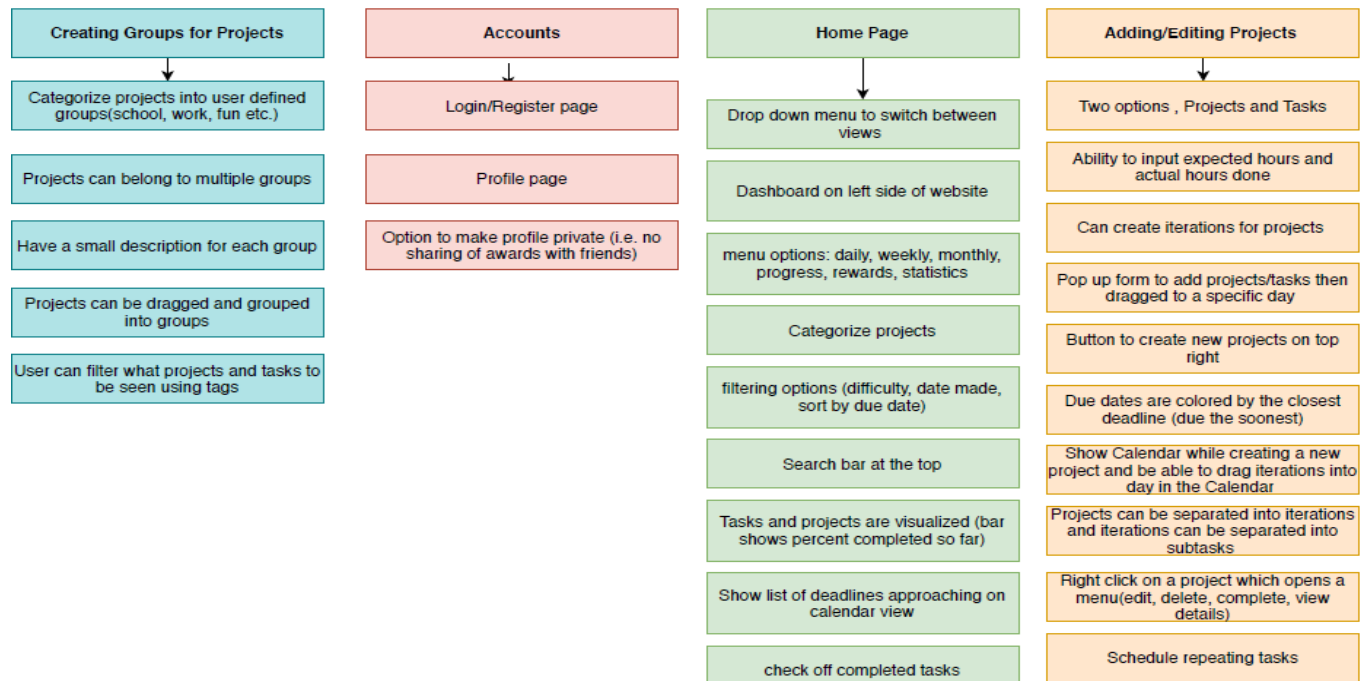 Creating Groups for Projects
Categorize projects into user defined
groups(school, work, fun etc.)
Projects can belong to multiple groups
Have a small description for each group
Projects can be dragged and grouped
into groups
User can filter what projects and tasks to
be seen using tags
Accounts
Login/Register page
Profile page
Option to make profile private (i.e. no
sharing of awards with friends)
Home Page
Drop down menu to switch between
views
Dashboard on left side of website
menu options: daily, weekly, monthly,
progress, rewards, statistics
Categorize projects
filtering options (difficulty, date made,
sort by due date)
Search bar at the top
Tasks and projects are visualized (bar
shows percent completed so far)
Show list of deadlines approaching on
calendar view
check off completed tasks
Adding/Editing Projects
Two options , Projects and Tasks
Ability to input expected hours and
actual hours done
Can create iterations for projects
Pop up form to add projects/tasks then
dragged to a specific day
Button to create new projects on top
right
Due dates are colored by the closest
deadline (due the soonest)
Show Calendar while creating a new
project and be able to drag iterations into
day in the Calendar
Projects can be separated into iterations
and iterations can be separated into
subtasks
Right click on a project which opens a
menu(edit, delete, complete, view
details)
Schedule repeating tasks